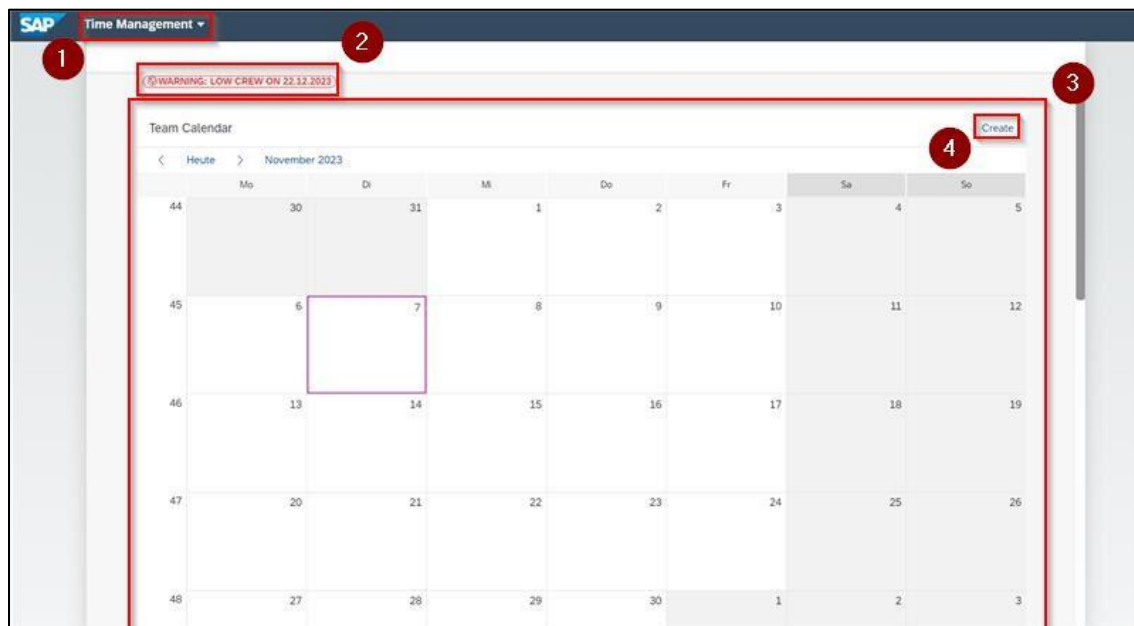 SAP Time Management
1
2
WARNING: LOW CREW ON 22.12.2023
3
Team Calendar Create
4
Heute November 2023
Mo Di Mi Do Fr Sa So
44 30 31 1 2 3 4 5
45 6 7 8 9 10 11 12
46 13 14 15 16 17 18 19
47 20 21 22 23 24 25 26
48 27 28 29 30 1 2 3